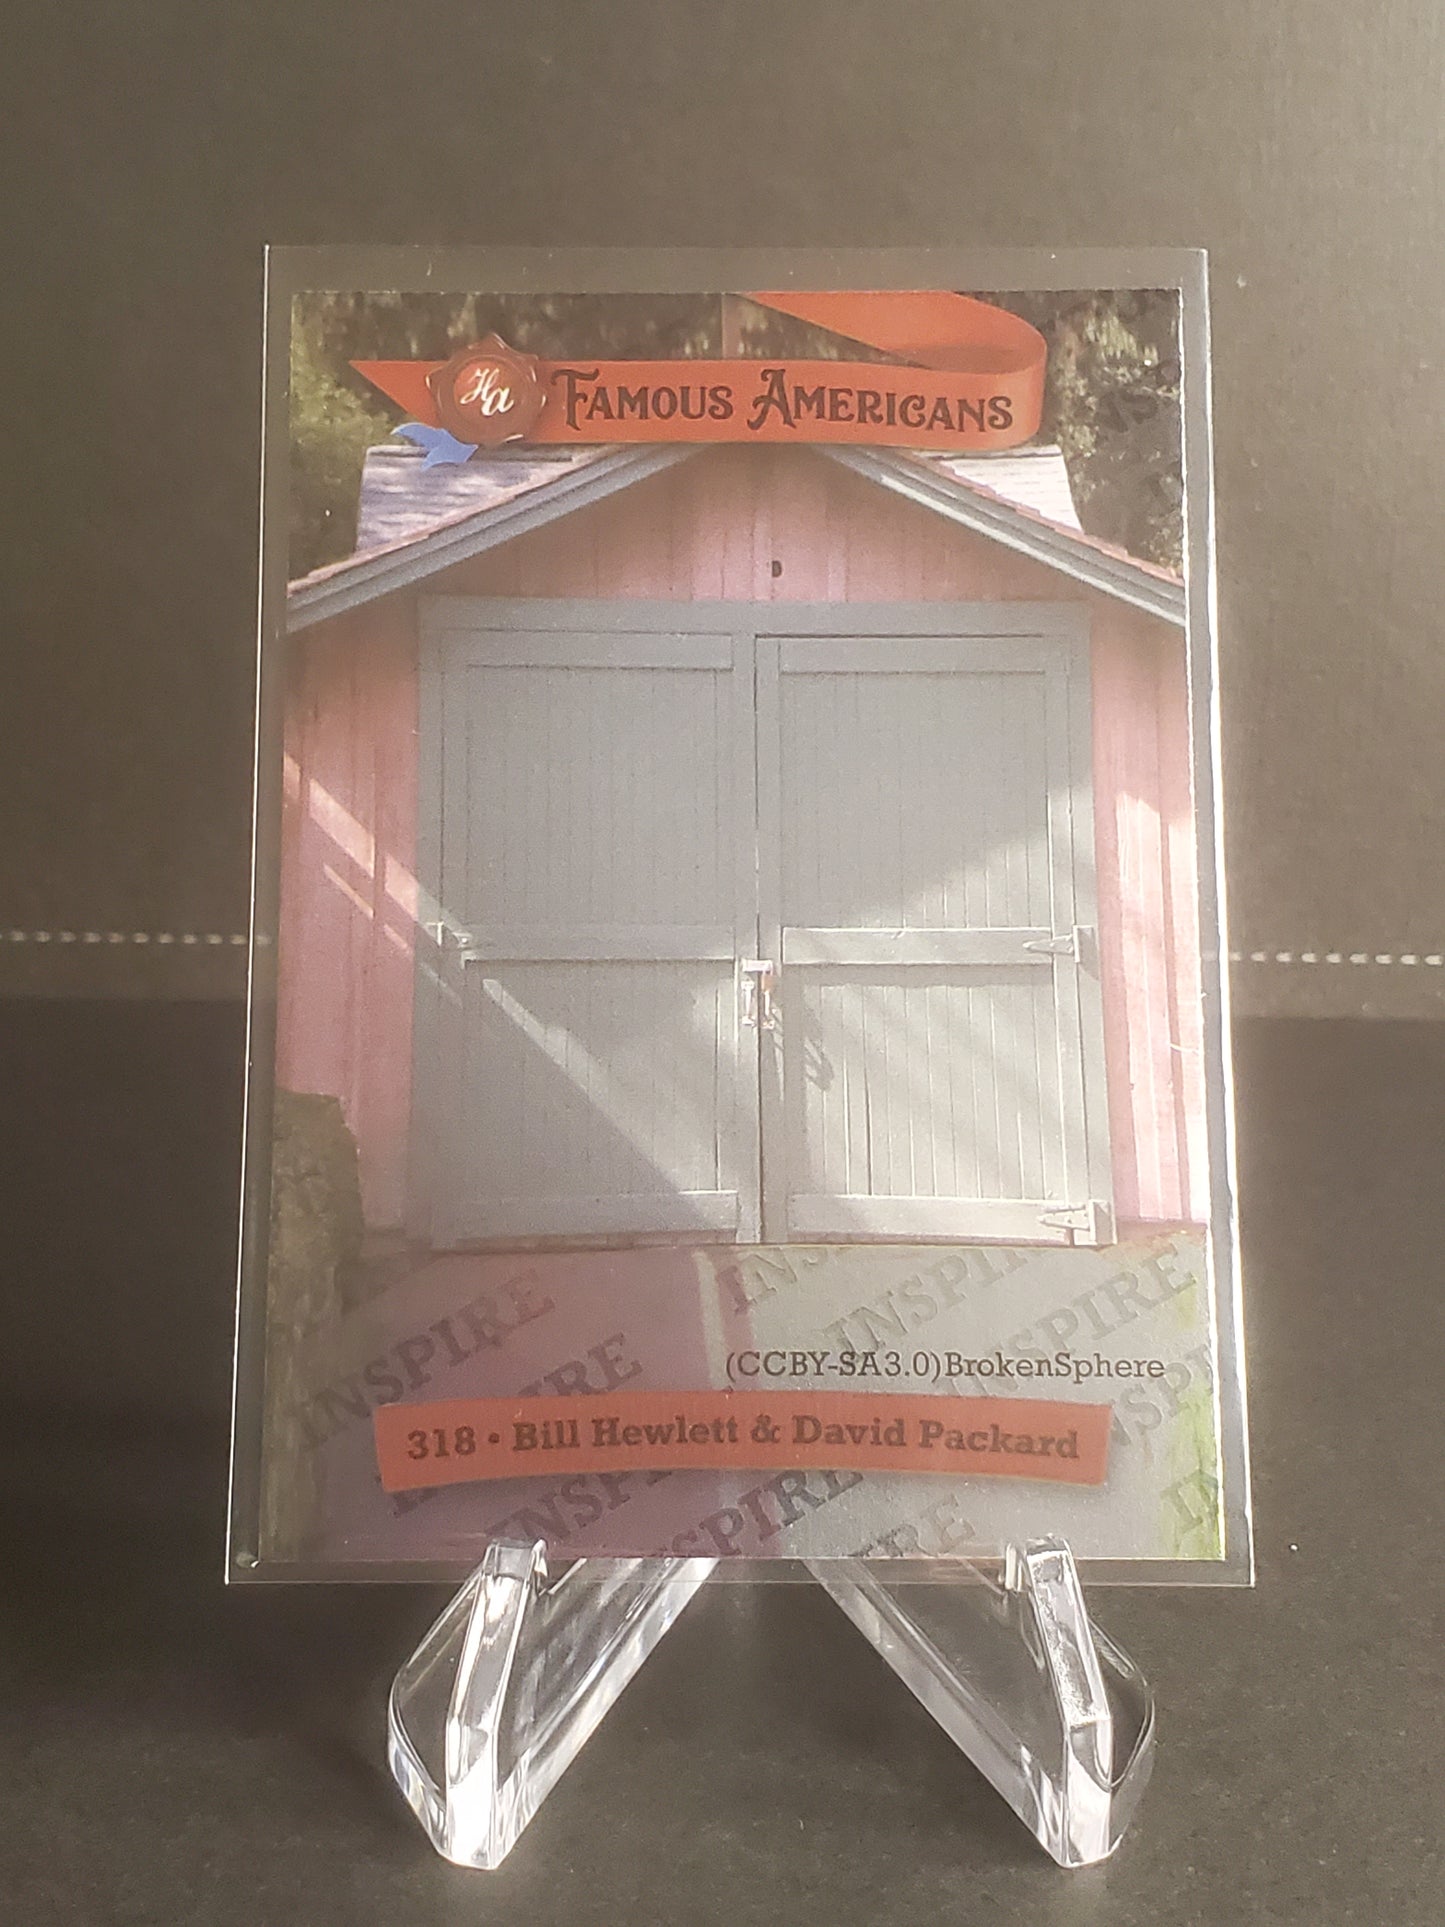 Ha Famous Americans
INSPIRE
INSPIRE
INSPIRE
(CCBY-SA3.0)BrokenSphere
318 • Bill Hewlett & David Packard
INSPIRE